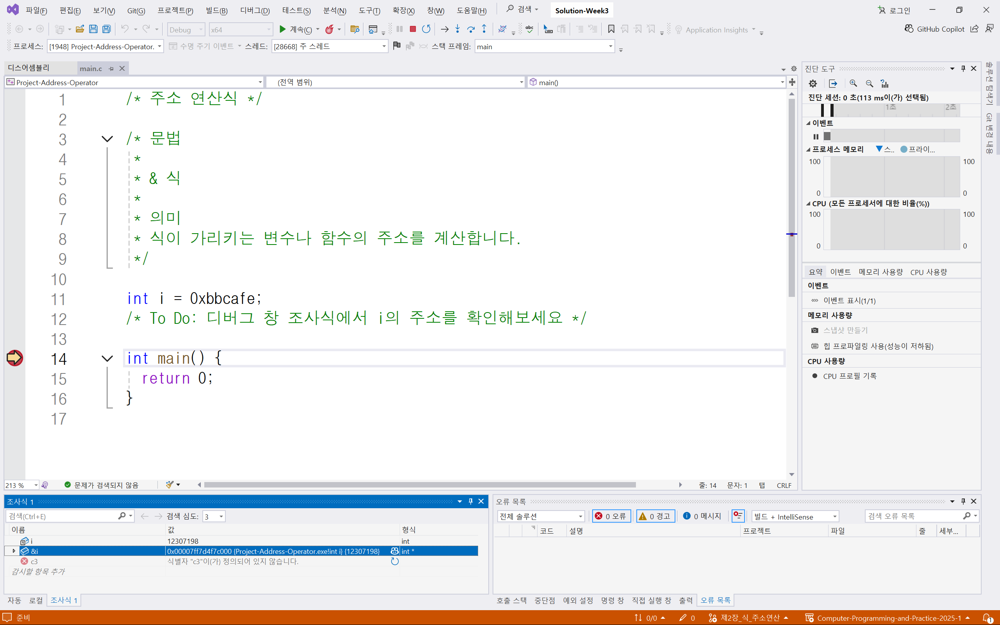 파일(F) 편집(E) 보기(V) Git(G) 프로젝트(P) 빌드(B) 디버그(D) 테스트(S) 분석(N) 도구(T) 확장(X) 창(W) 도움말(H) 검색 Solution-Week3 로그인
Debug x64 계속(C) abc Application Insights GitHub Copilot
프로세스: [1948] Project-Address-Operator. 수명 주기 이벤트 스레드: [28668] 주 스레드 스택 프레임: main
디스어셈블리 main.c
Project-Address-Operator (전역 범위) main()
1 /* 주소 연산식 */
2
3 /* 문법
4 *
5 * & 식
6 *
7 * 의미
8 * 식이 가리키는 변수나 함수의 주소를 계산합니다.
9 */
10
11 int i = 0xbbcafe;
12 /* To Do: 디버그 창 조사식에서 i의 주소를 확인해보세요 */
13
14 int main() {
15 return 0;
16 }
17
213 % 문제가 검색되지 않음 줄: 14 문자: 1 탭 CRLF
진단 도구
진단 세션: 0 초(113 ms이(가) 선택됨)
1초 2초
이벤트
프로세스 메모리 스.. 프라이...
100 100
0 0
CPU (모든 프로세서에 대한 비율(%))
100 100
0 0
요약 이벤트 메모리 사용량 CPU 사용량
이벤트
이벤트 표시(1/1)
메모리 사용량
스냅샷 만들기
힙 프로파일링 사용(성능이 저하됨)
CPU 사용량
CPU 프로필 기록
솔루션 탐색기
Git 변경 내용
조사식 1
검색(Ctrl+E) 검색 심도: 3
이름 값 형식
i 12307198 int
&i 0x00007ff7d4f7c000 {Project-Address-Operator.exe!int i} {12307198} int *
c3 식별자 "c3"이(가) 정의되어 있지 않습니다.
감시할 항목 추가
자동 로컬 조사식 1
오류 목록
전체 솔루션 0 오류 0 경고 0 메시지 빌드 + IntelliSense 검색 오류 목록
코드 설명 프로젝트 파일 줄 세부...
호출 스택 중단점 예외 설정 명령 창 직접 실행 창 출력 오류 목록
준비 0/0 0 제2장_식_주소연산 Computer-Programming-and-Practice-2025-1 1